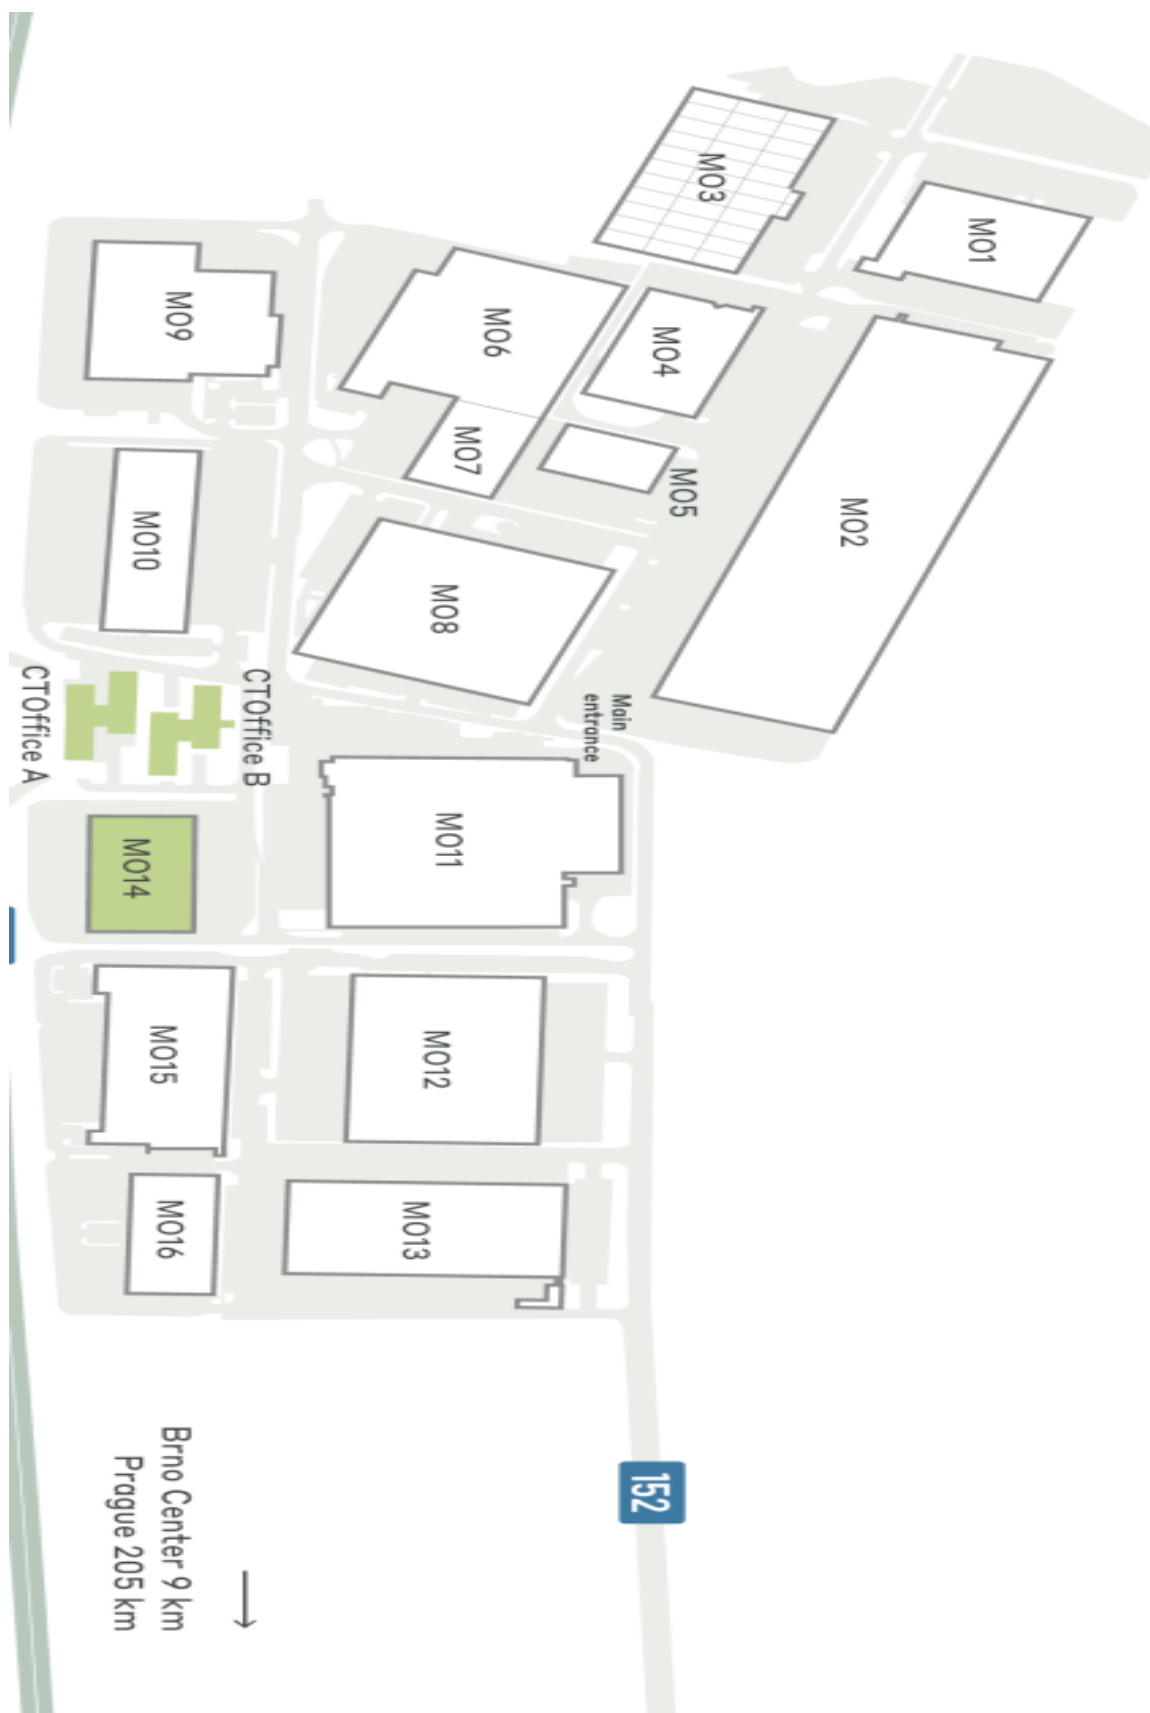 MO1
MO2
MO3
MO4
MO5
MO6
MO7
MO8
MO9
MO10
CTOffice A
CTOffice B
Main
entrance
MO11
MO14
MO12
MO15
MO13
MO16
152
Brno Center 9 km
Prague 205 km